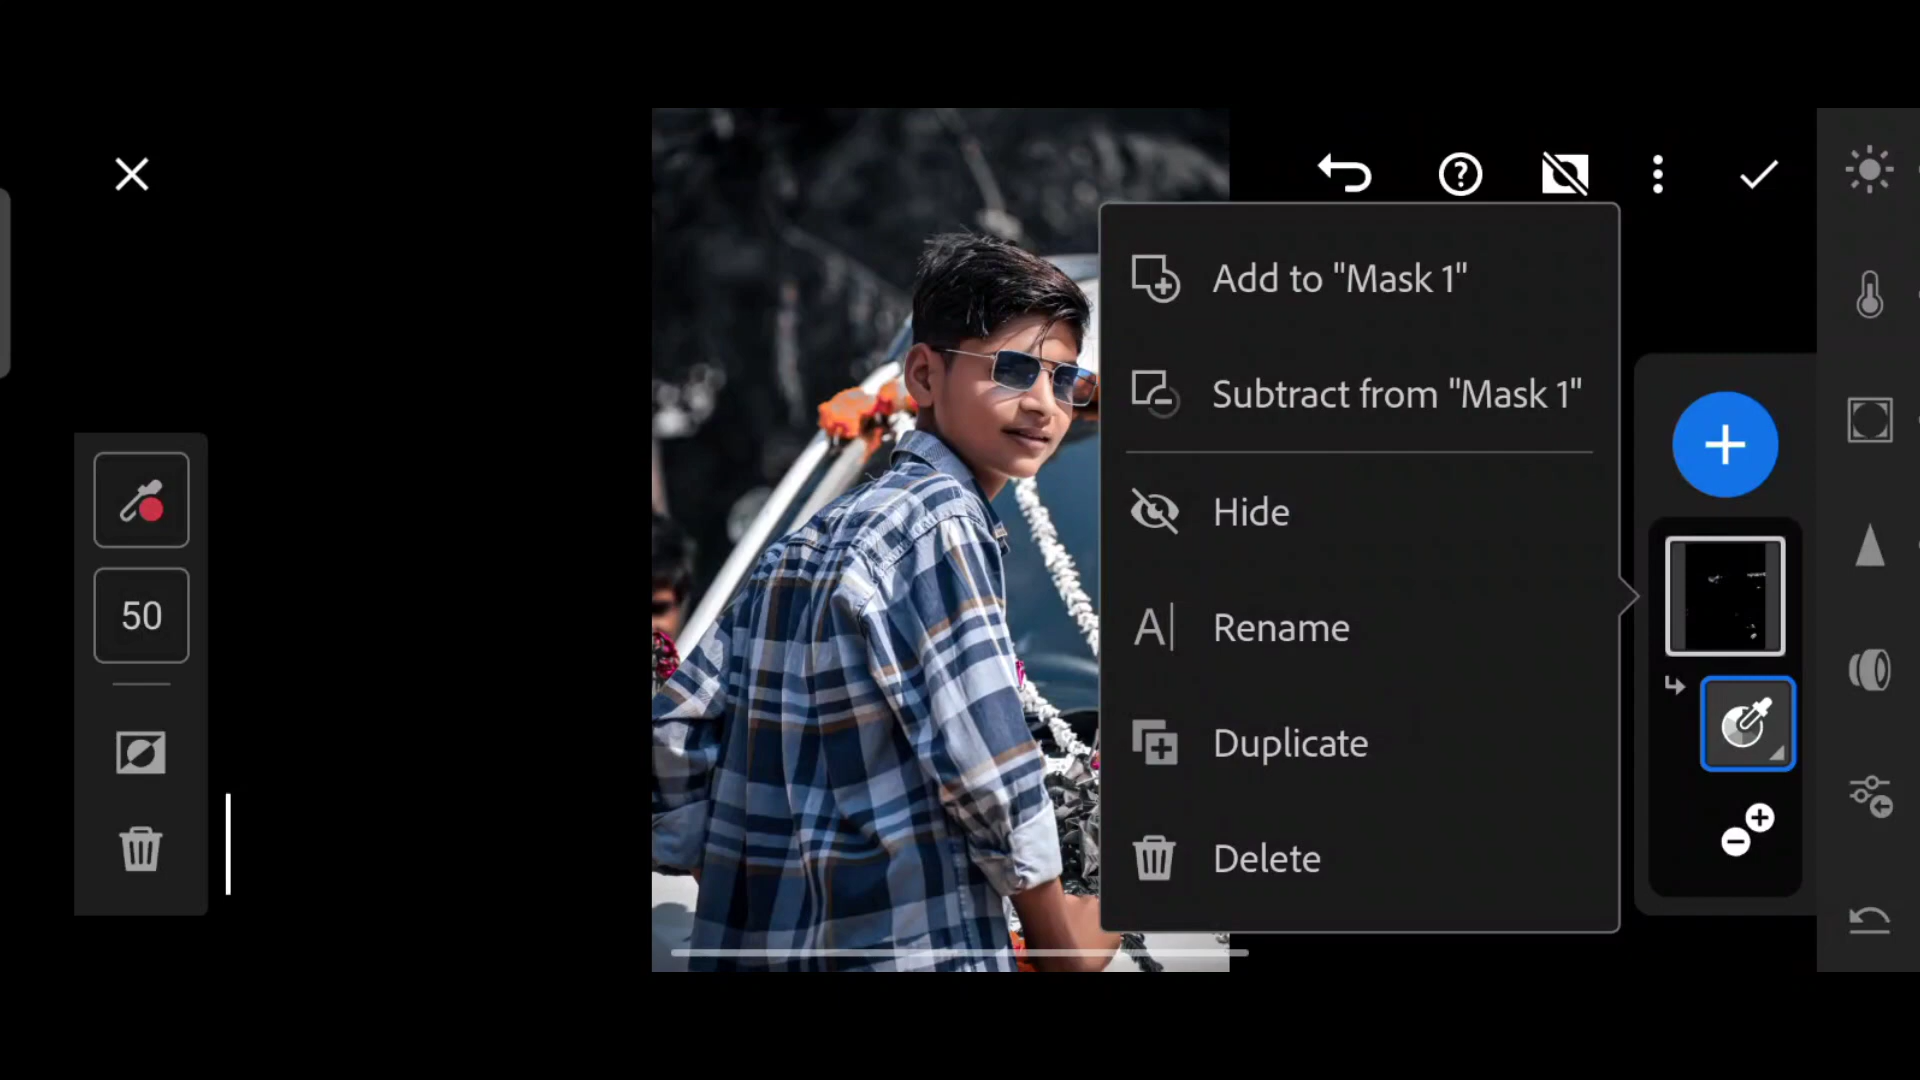 Add to "Mask 1"
Subtract from "Mask 1"
Hide
50
Rename
Duplicate
Delete